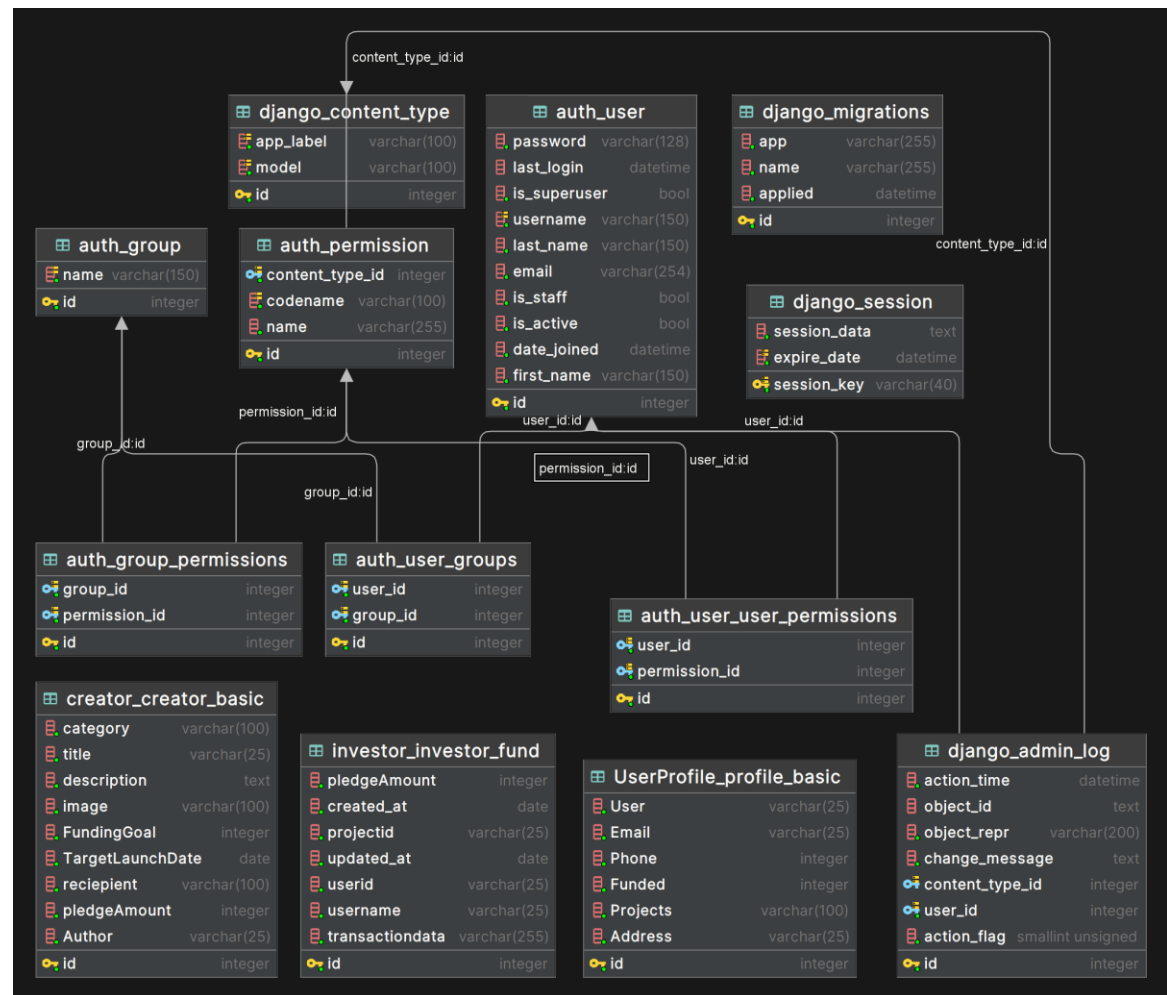 content_type_id:id
django_content_type
app_label varchar(100)
model varchar(100)
id integer
auth_user
password varchar(128)
last_login datetime
is_superuser bool
username varchar(150)
last_name varchar(150)
email varchar(254)
is_staff bool
is_active bool
date_joined datetime
first_name varchar(150)
id integer
django_migrations
app varchar(255)
name varchar(255)
applied datetime
id integer
content_type_id:id
auth_group
name varchar(150)
id integer
auth_permission
content_type_id integer
codename varchar(100)
name varchar(255)
id integer
django_session
session_data text
expire_date datetime
session_key varchar(40)
permission_id:id
user_id:id
user_id:id
group_id:id
permission_id:id
user_id:id
group_id:id
auth_group_permissions
group_id integer
permission_id integer
id integer
auth_user_groups
user_id integer
group_id integer
id integer
auth_user_user_permissions
user_id integer
permission_id integer
id integer
creator_creator_basic
category varchar(100)
title varchar(25)
description text
image varchar(100)
FundingGoal integer
TargetLaunchDate date
reciepient varchar(100)
pledgeAmount integer
Author varchar(25)
id integer
investor_investor_fund
pledgeAmount integer
created_at date
projectid varchar(25)
updated_at date
userid varchar(25)
username varchar(25)
transactiondata varchar(255)
id integer
UserProfile_profile_basic
User varchar(25)
Email varchar(25)
Phone integer
Funded integer
Projects varchar(100)
Address varchar(25)
id integer
django_admin_log
action_time datetime
object_id text
object_repr varchar(200)
change_message text
content_type_id integer
user_id integer
action_flag smallint unsigned
id integer